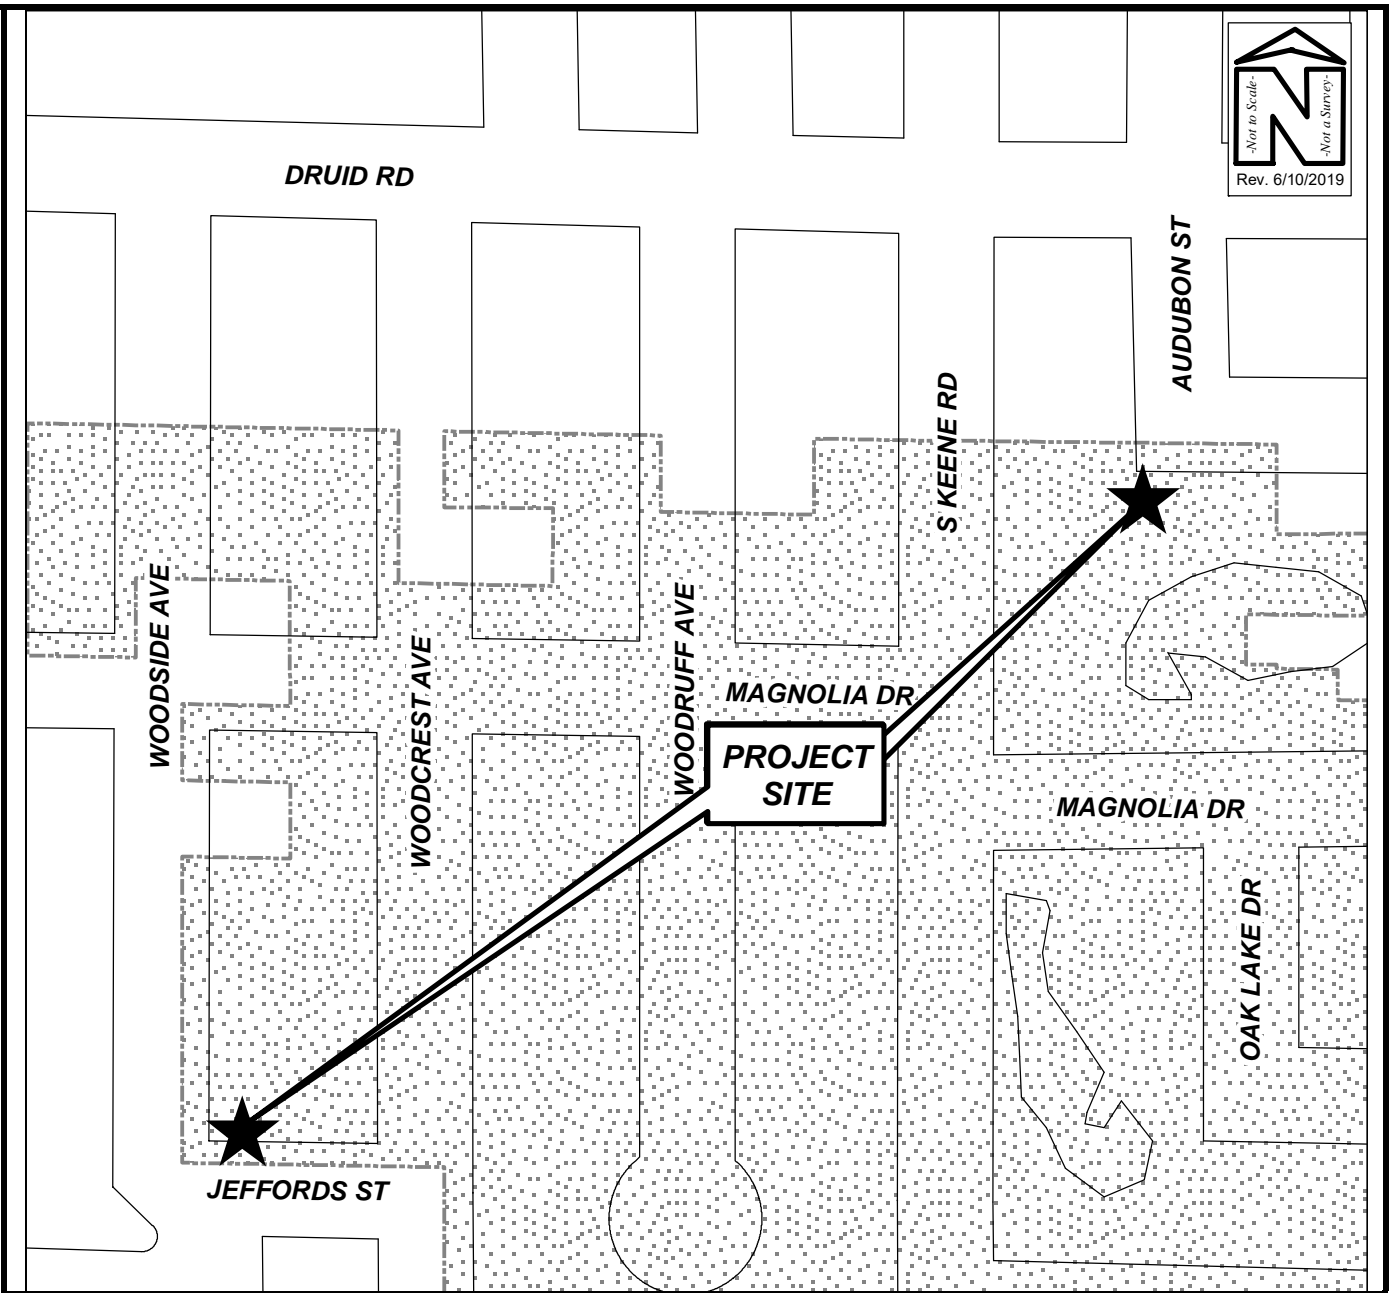 -Not to Scale-
-Not a Survey-
Rev. 6/10/2019
DRUID RD
AUDUBON ST
S KEENE RD
WOODSIDE AVE
WOODCREST AVE
WOODRUFF AVE
MAGNOLIA DR
PROJECT
SITE
MAGNOLIA DR
OAK LAKE DR
JEFFORDS ST
N